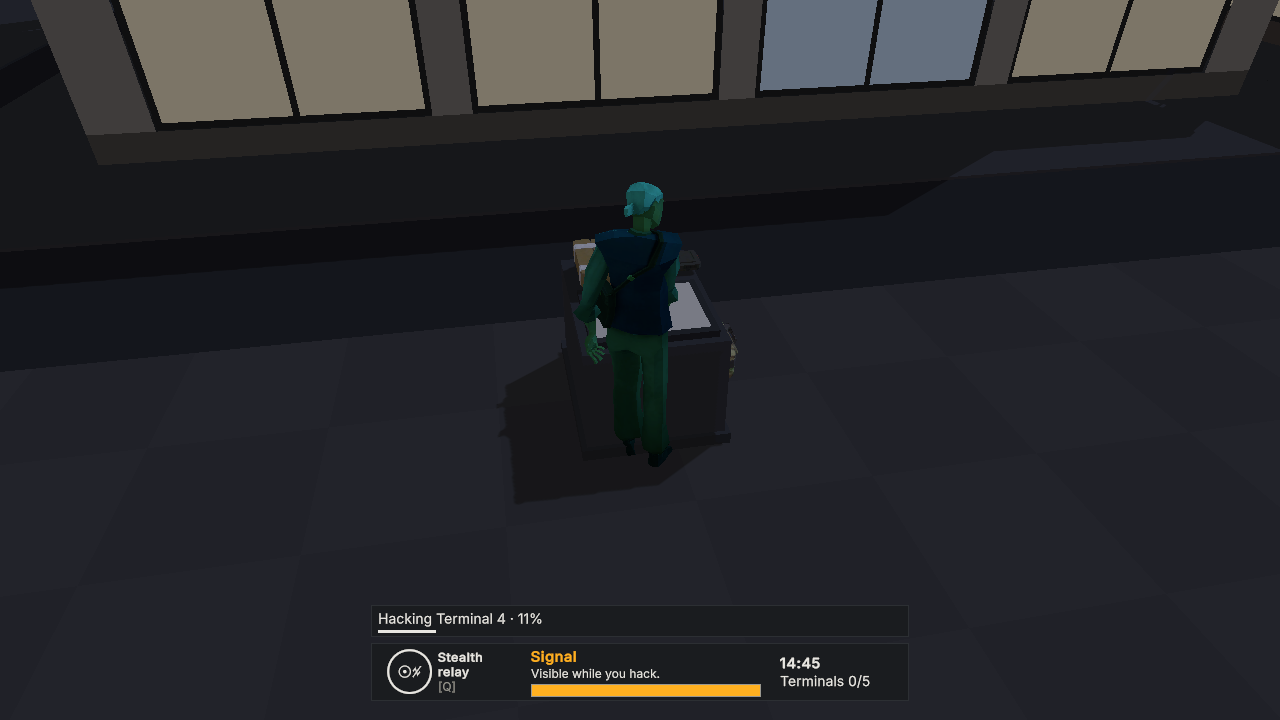 Hacking Terminal 4 · 11%
Stealth
relay
[Q]
Signal
Visible while you hack.
14:45
Terminals 0/5